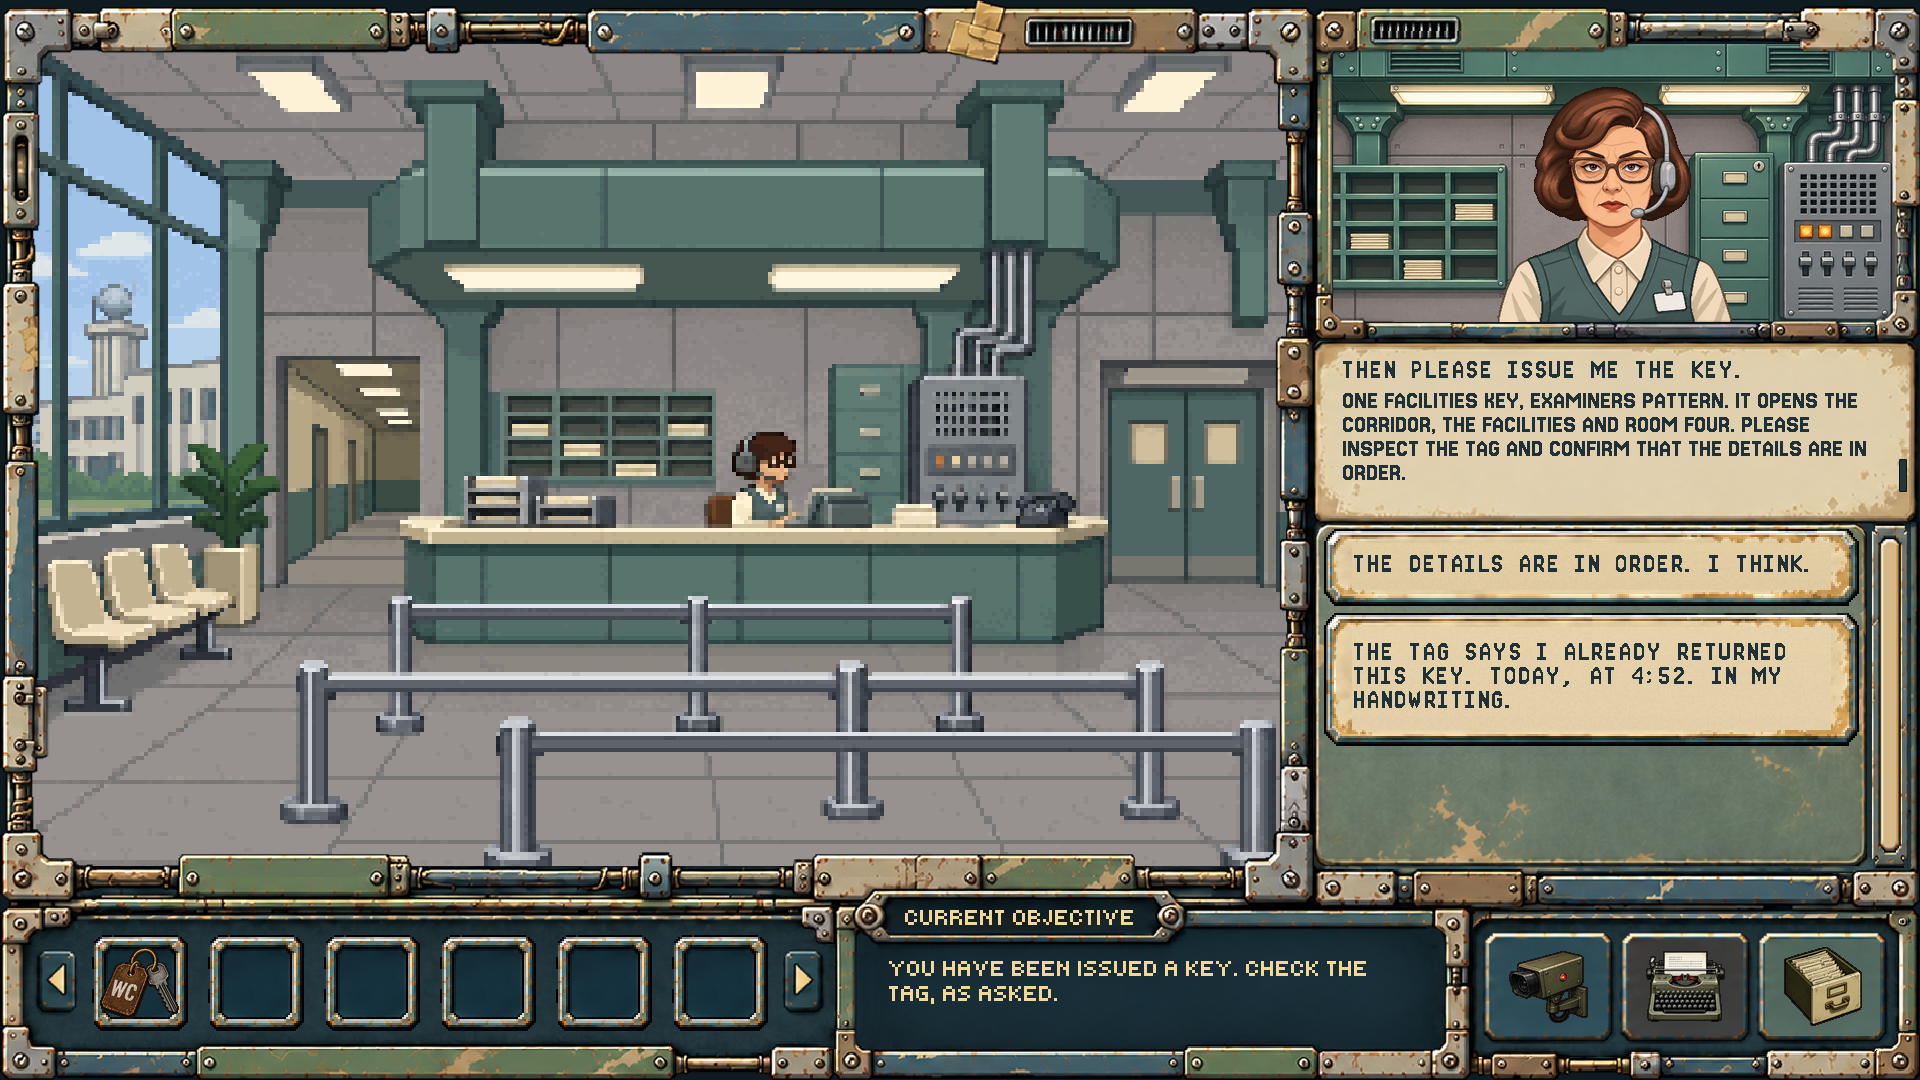 THEN PLEASE ISSUE ME THE KEY.
ONE FACILITIES KEY, EXAMINERS PATTERN. IT OPENS THE
CORRIDOR, THE FACILITIES AND ROOM FOUR. PLEASE
INSPECT THE TAG AND CONFIRM THAT THE DETAILS ARE IN
ORDER.
THE DETAILS ARE IN ORDER. I THINK.
THE TAG SAYS I ALREADY RETURNED
THIS KEY. TODAY, AT 4:52. IN MY
HANDWRITING.
CURRENT OBJECTIVE
YOU HAVE BEEN ISSUED A KEY. CHECK THE
TAG, AS ASKED.
WC